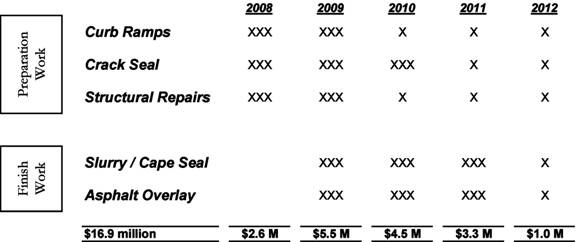 2008 2009 2010 2011 2012
Preparation
Work
Curb Ramps XXX XXX X X X
Crack Seal XXX XXX XXX X X
Structural Repairs XXX XXX X X X
Finish
Work
Slurry / Cape Seal XXX XXX XXX X
Asphalt Overlay XXX XXX XXX X
$16.9 million $2.6 M $5.5 M $4.5 M $3.3 M $1.0 M